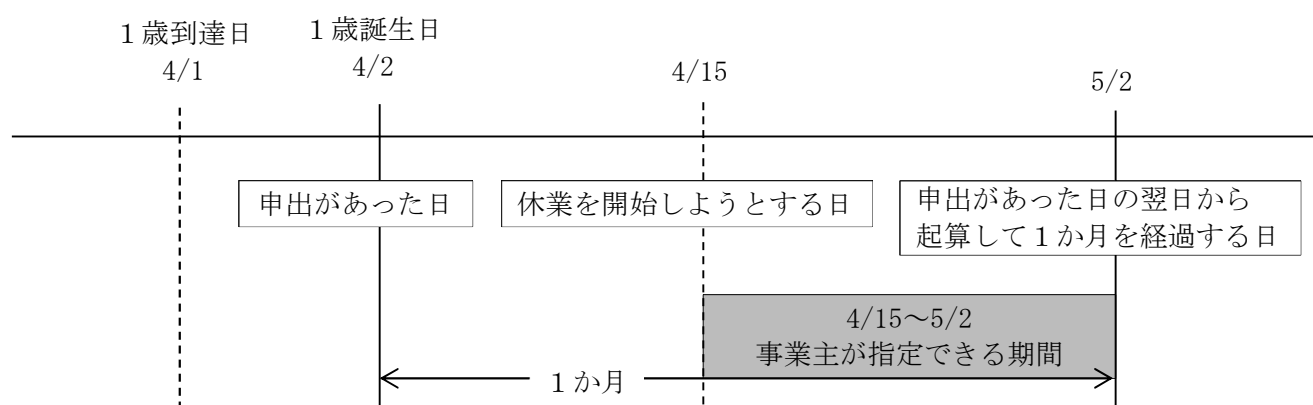 １歳到達日
4/1
１歳誕生日
4/2
4/15
5/2
申出があった日
休業を開始しようとする日
申出があった日の翌日から
起算して１か月を経過する日
4/15～5/2
事業主が指定できる期間
１か月